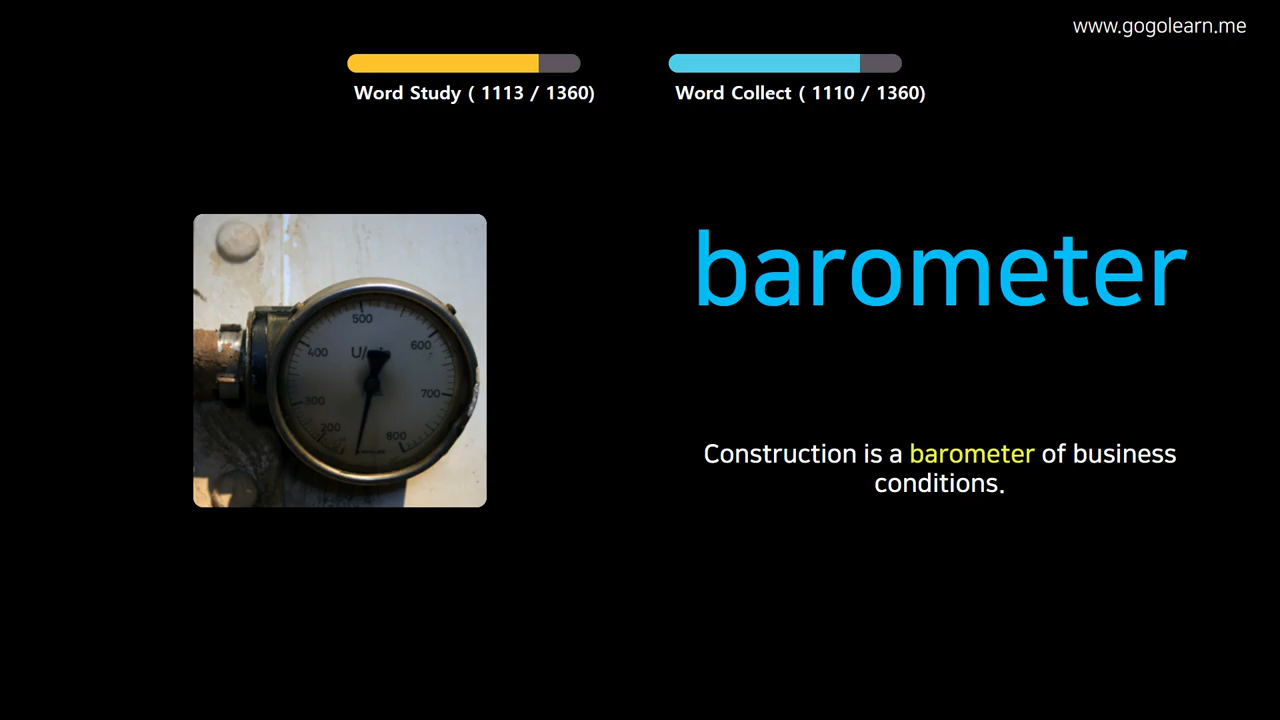 www.gogolearn.me
Word Study ( 1113 / 1360)
Word Collect ( 1110 / 1360)
barometer
500
400
600
U/
700
300
200
800
Construction is a barometer of business
conditions.